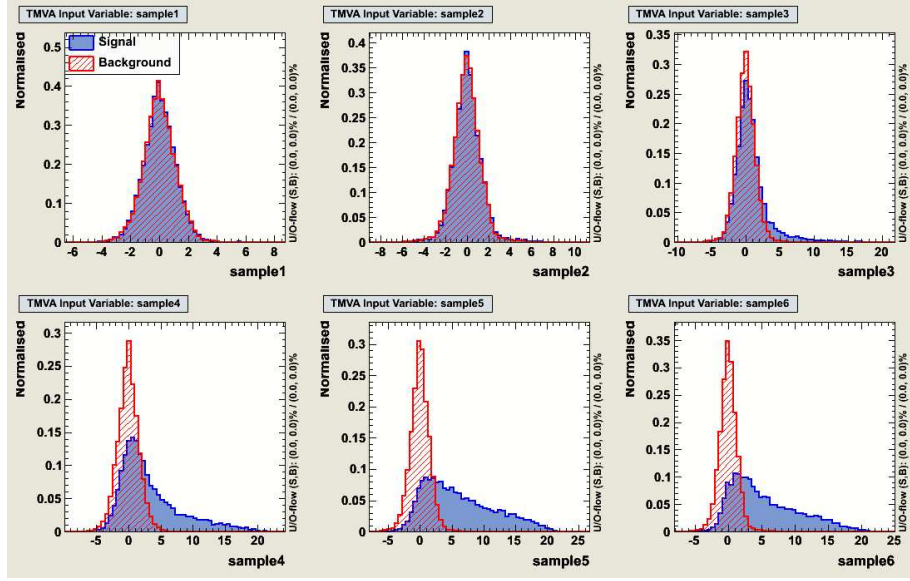 TMVA Input Variable: sample1
Normalised
0.5
0.4
0.3
0.2
0.1
0
-6 -4 -2 0 2 4 6 8
sample1
U/O-flow (S,B): (0.0, 0.0)% / (0.0, 0.0)%
Signal
Background
TMVA Input Variable: sample2
Normalised
0.4
0.35
0.3
0.25
0.2
0.15
0.1
0.05
0
-8 -6 -4 -2 0 2 4 6 8 10
sample2
U/O-flow (S,B): (0.0, 0.0)% / (0.0, 0.0)%
TMVA Input Variable: sample3
Normalised
0.35
0.3
0.25
0.2
0.15
0.1
0.05
0
-10 -5 0 5 10 15 20
sample3
U/O-flow (S,B): (0.0, 0.0)% / (0.0, 0.0)%
TMVA Input Variable: sample4
Normalised
0.3
0.25
0.2
0.15
0.1
0.05
0
-5 0 5 10 15 20
sample4
U/O-flow (S,B): (0.0, 0.0)% / (0.0, 0.0)%
TMVA Input Variable: sample5
Normalised
0.3
0.25
0.2
0.15
0.1
0.05
0
-5 0 5 10 15 20 25
sample5
U/O-flow (S,B): (0.0, 0.0)% / (0.0, 0.0)%
TMVA Input Variable: sample6
Normalised
0.35
0.3
0.25
0.2
0.15
0.1
0.05
0
-5 0 5 10 15 20 25
sample6
U/O-flow (S,B): (0.0, 0.0)% / (0.0, 0.0)%